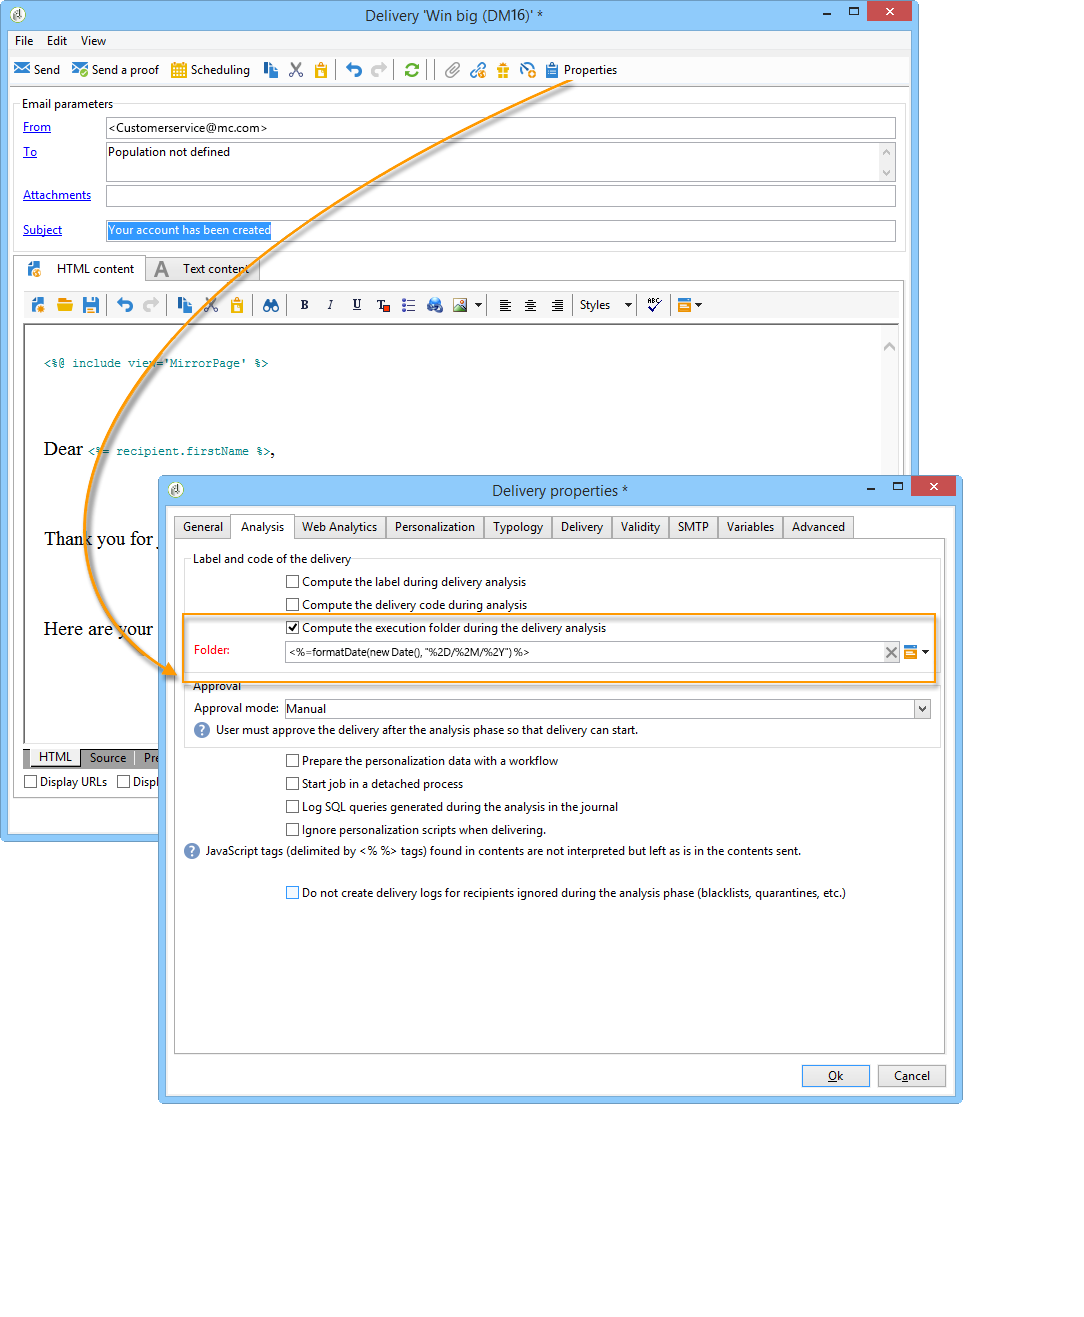 Delivery 'Win big (DM16)' *
File Edit View
Send Send a proof Scheduling Properties
Email parameters
From <Customerservice@mc.com>
To Population not defined
Attachments
Subject Your account has been created
HTML content Text content
B I U T Styles ABC
<%@ include view='MirrorPage' %>
Dear <%= recipient.firstName %>,
Thank you for
Here are your
HTML Source Pre
Display URLs Displ
Delivery properties *
General Analysis Web Analytics Personalization Typology Delivery Validity SMTP Variables Advanced
Label and code of the delivery
Compute the label during delivery analysis
Compute the delivery code during analysis
Compute the execution folder during the delivery analysis
Folder: <%=formatDate(new Date(), "%2D/%2M/%2Y") %>
Approval
Approval mode: Manual
User must approve the delivery after the analysis phase so that delivery can start.
Prepare the personalization data with a workflow
Start job in a detached process
Log SQL queries generated during the analysis in the journal
Ignore personalization scripts when delivering.
JavaScript tags (delimited by <% %> tags) found in contents are not interpreted but left as is in the contents sent.
Do not create delivery logs for recipients ignored during the analysis phase (blacklists, quarantines, etc.)
Ok Cancel